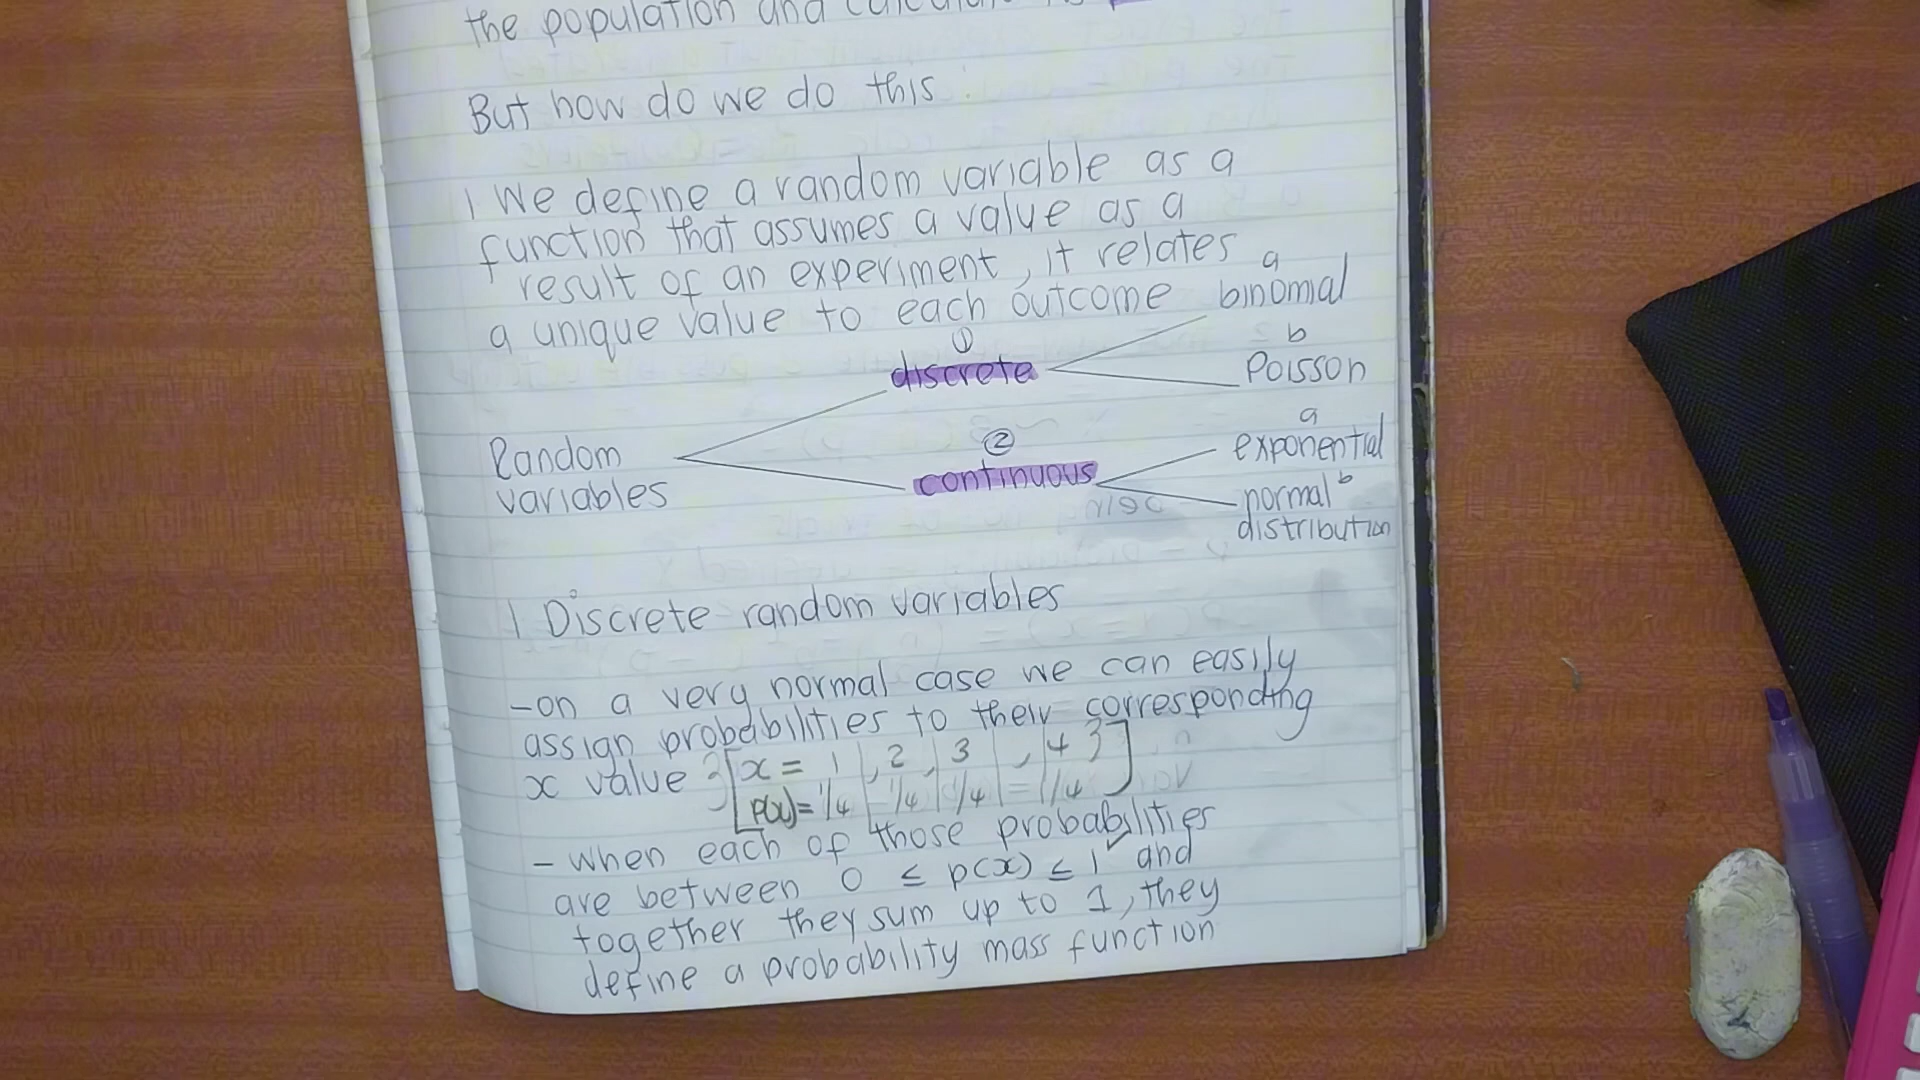 the population and
But how do we do this
1 We define a random variable as a
function that assumes a value as a
result of an experiment, it relates
a unique value to each outcome
Random
variables
①
discrete
a
binomial
b
Poisson
②
continuous
a
exponential
normal b
distribution
1 Discrete random variables
-on a very normal case we can easily
assign probabilities to their corresponding
x value {[x = 1 |, 2 , | 3 | , | 4 }]
P(x)= 1/4 | 1/4 | 1/4 | = | 1/4
- when each of those probabilities
are between 0 ≤ p(x) ≤ 1 and
together they sum up to 1, they
define a probability mass function